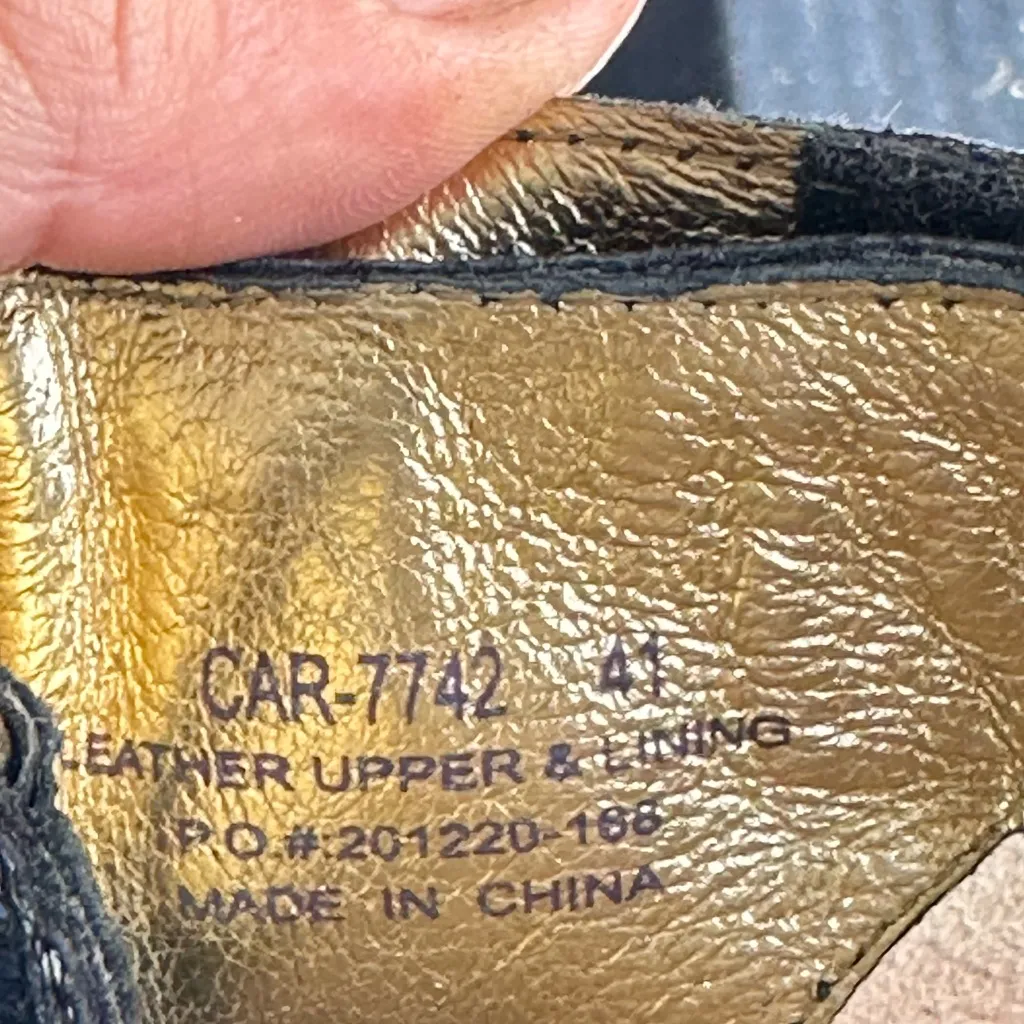 CAR-7742 41
LEATHER UPPER & LINING
P.O.#:201220-168
MADE IN CHINA